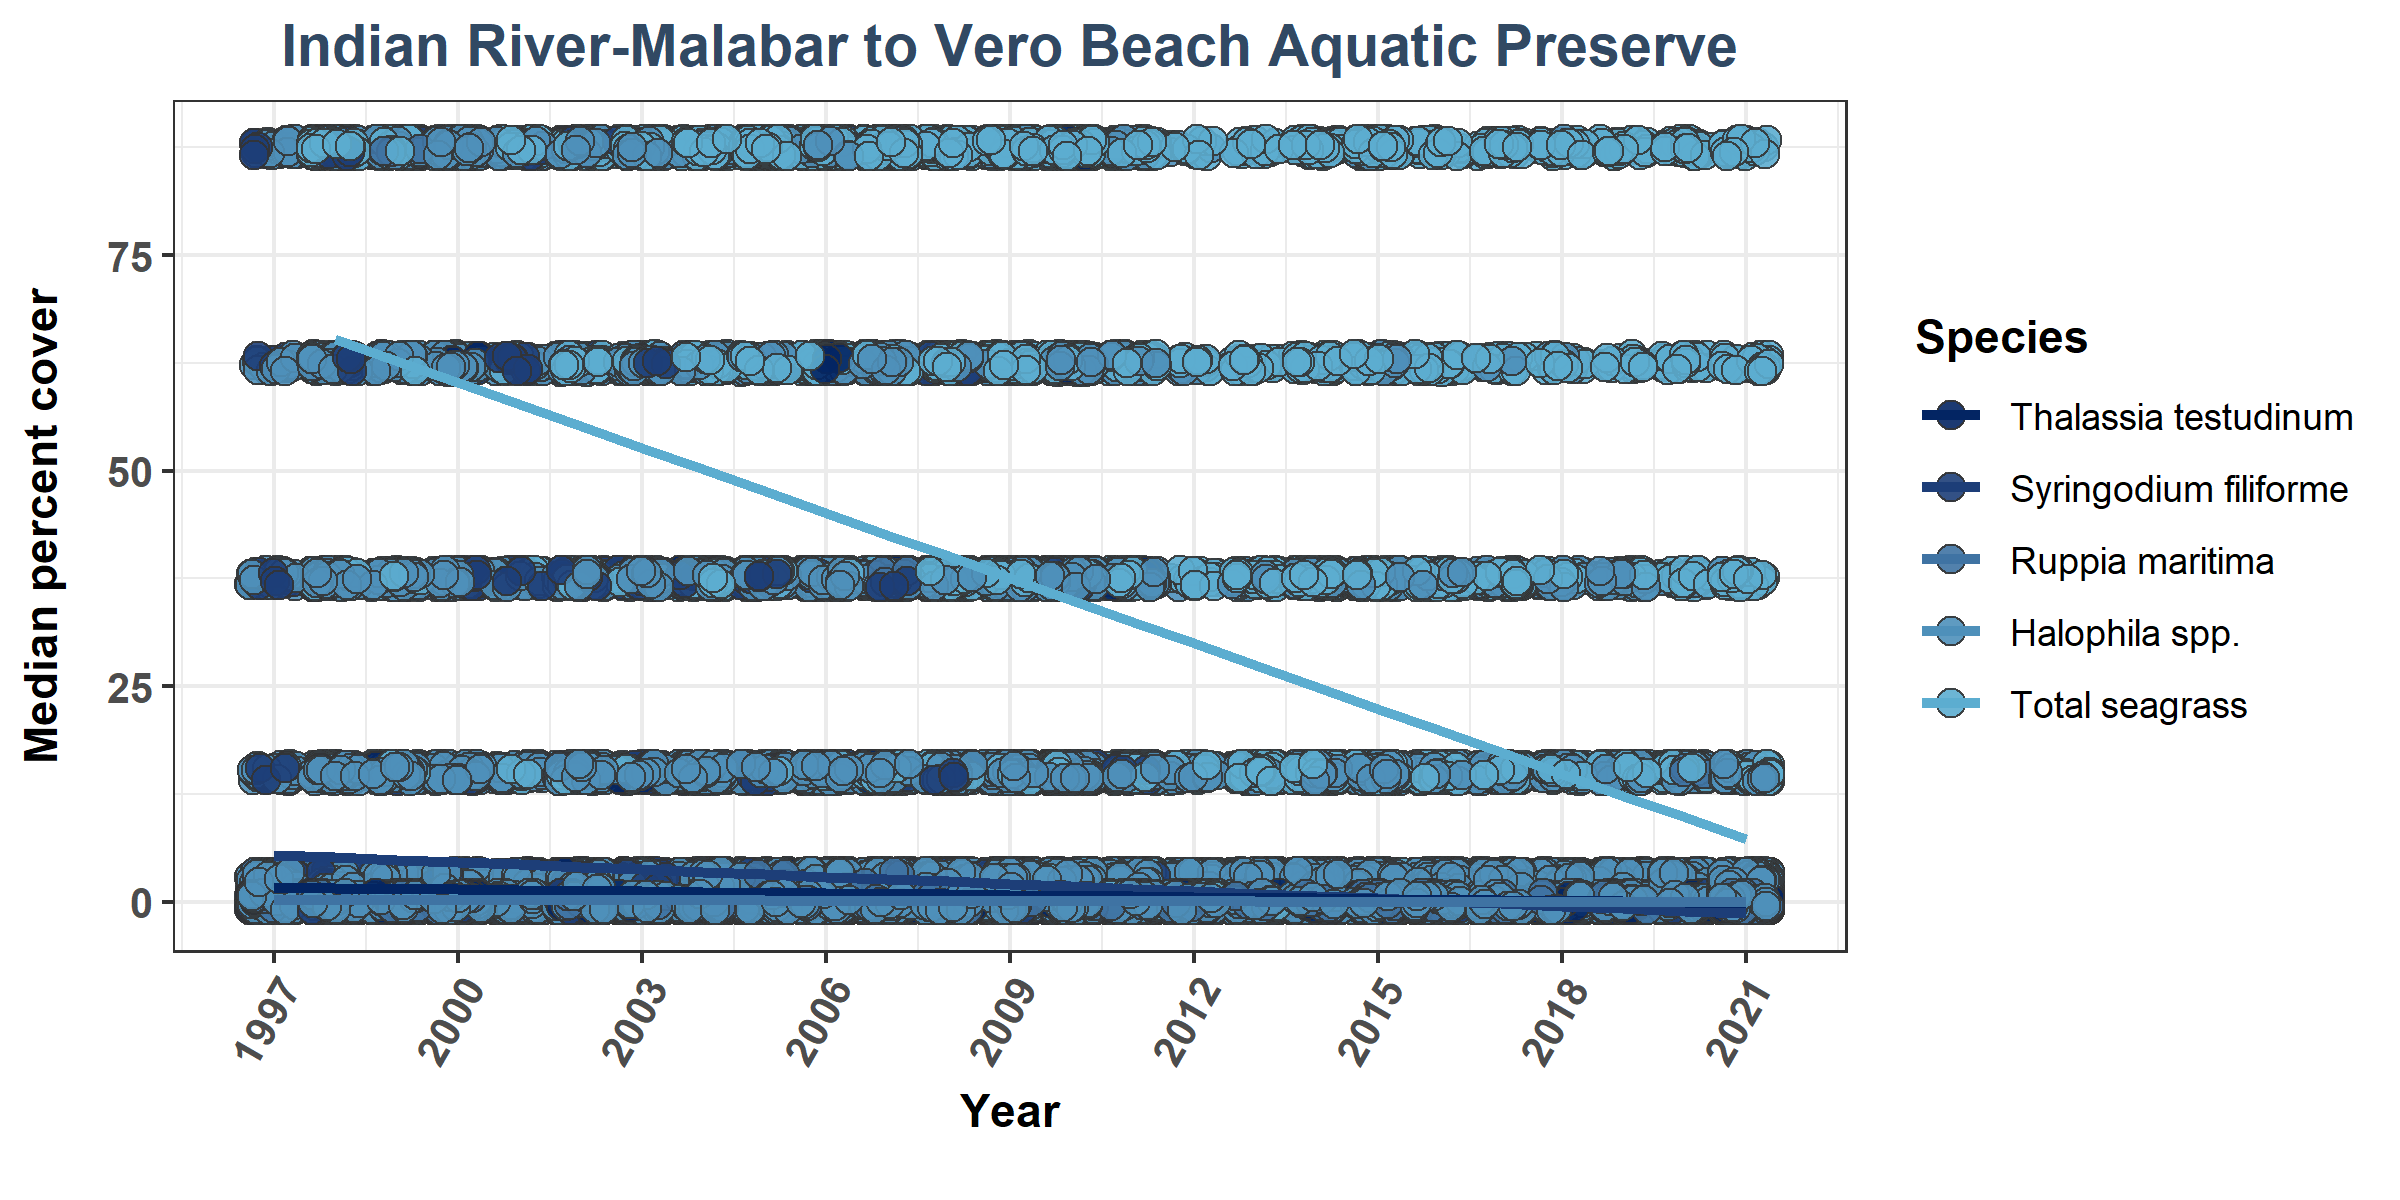 Indian River-Malabar to Vero Beach Aquatic Preserve
Median percent cover
75
50
25
0
1997
2000
2003
2006
2009
2012
2015
2018
2021
Year
Species
Thalassia testudinum
Syringodium filiforme
Ruppia maritima
Halophila spp.
Total seagrass